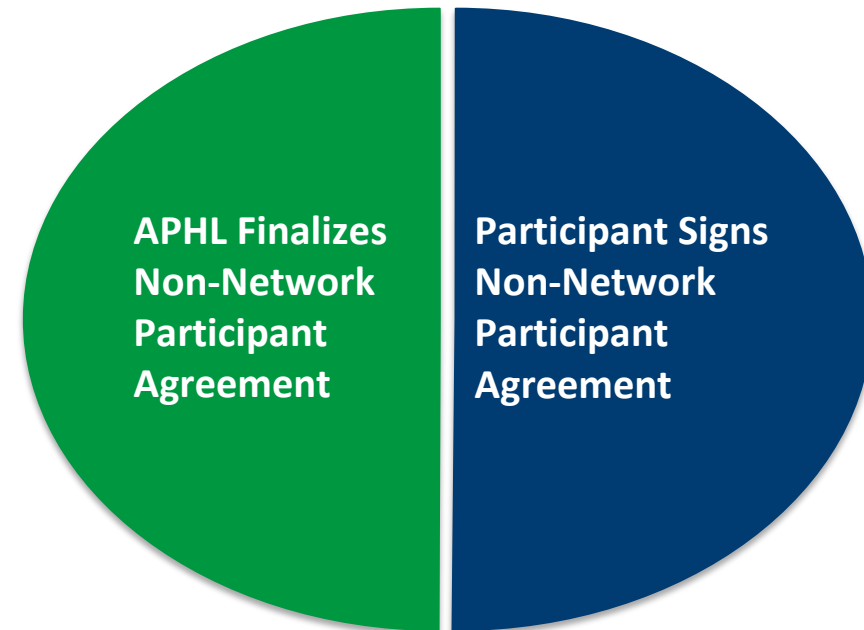 APHL Finalizes
Non-Network
Participant
Agreement
Participant Signs
Non-Network
Participant
Agreement